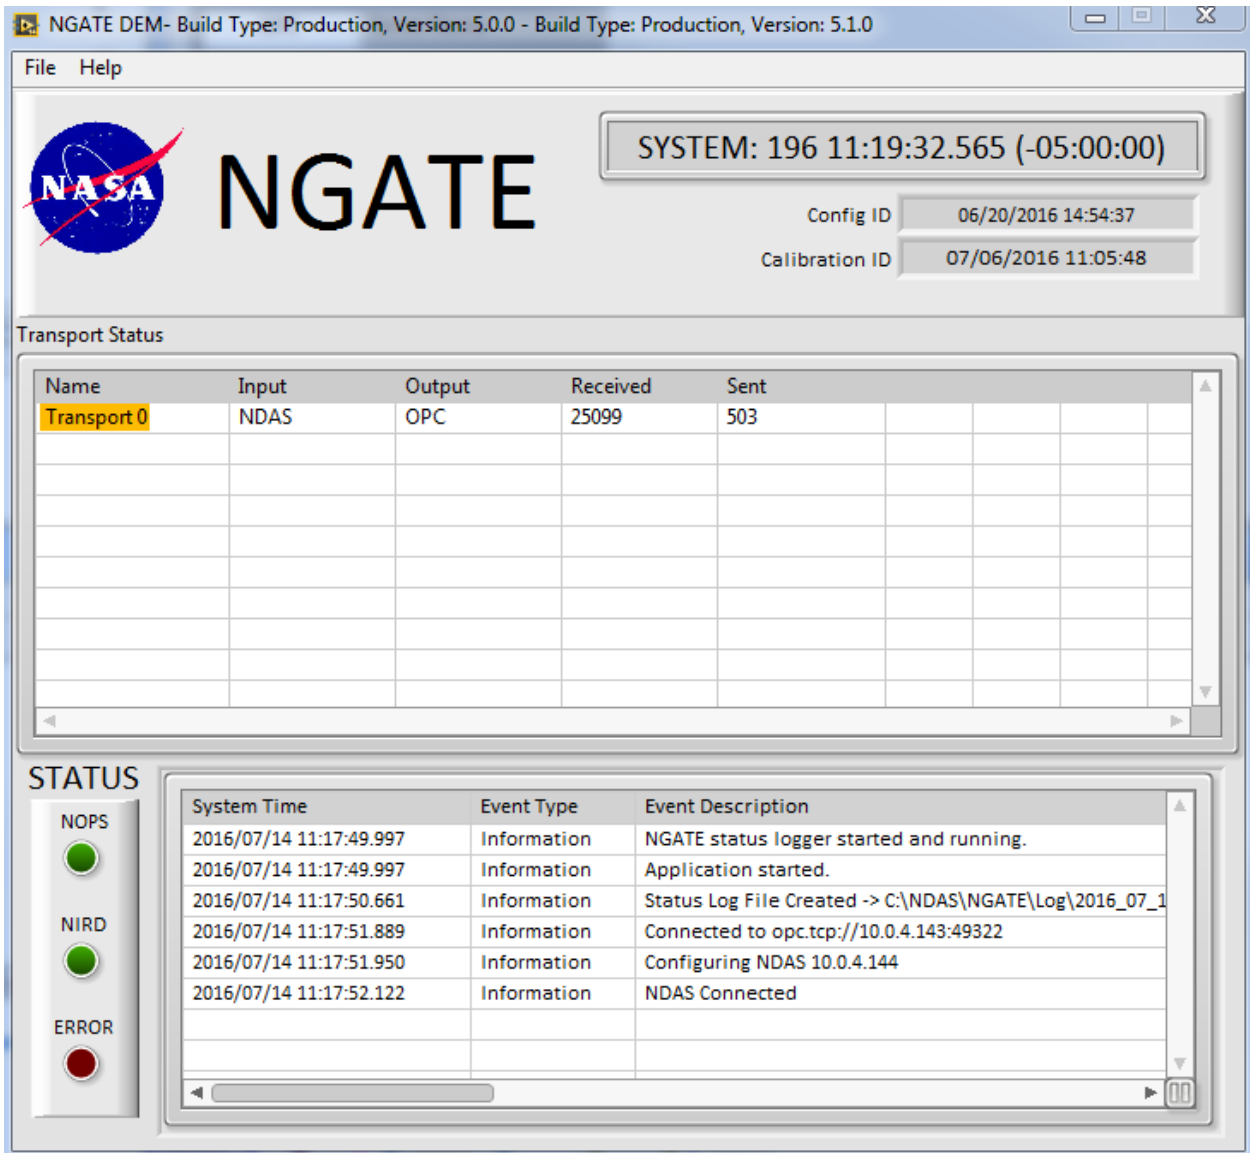 NGATE DEM- Build Type: Production, Version: 5.0.0 - Build Type: Production, Version: 5.1.0
File Help
NASA
NGATE
SYSTEM: 196 11:19:32.565 (-05:00:00)
Config ID 06/20/2016 14:54:37
Calibration ID 07/06/2016 11:05:48
Transport Status
Name Input Output Received Sent
Transport 0 NDAS OPC 25099 503
STATUS
NOPS
NIRD
ERROR
System Time Event Type Event Description
2016/07/14 11:17:49.997 Information NGATE status logger started and running.
2016/07/14 11:17:49.997 Information Application started.
2016/07/14 11:17:50.661 Information Status Log File Created -> C:\NDAS\NGATE\Log\2016_07_1
2016/07/14 11:17:51.889 Information Connected to opc.tcp://10.0.4.143:49322
2016/07/14 11:17:51.950 Information Configuring NDAS 10.0.4.144
2016/07/14 11:17:52.122 Information NDAS Connected